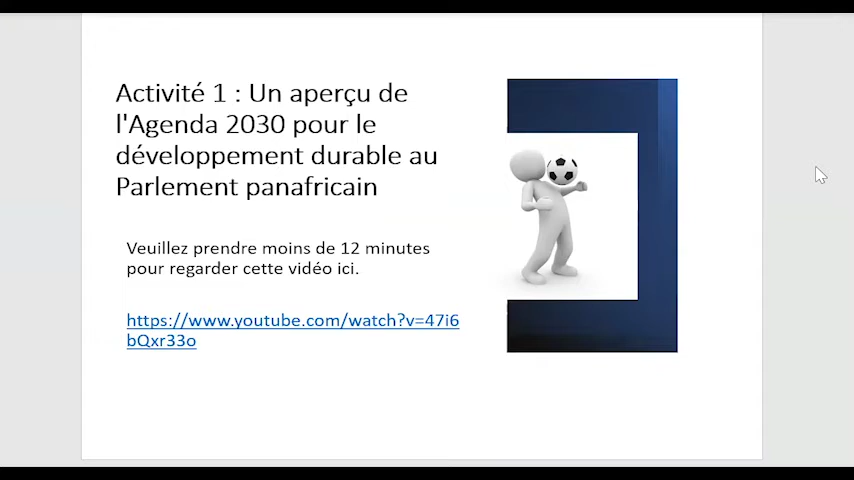 Activité 1 : Un aperçu de
l'Agenda 2030 pour le
développement durable au
Parlement panafricain
Veuillez prendre moins de 12 minutes
pour regarder cette vidéo ici.
https://www.youtube.com/watch?v=47i6
bQxr33o